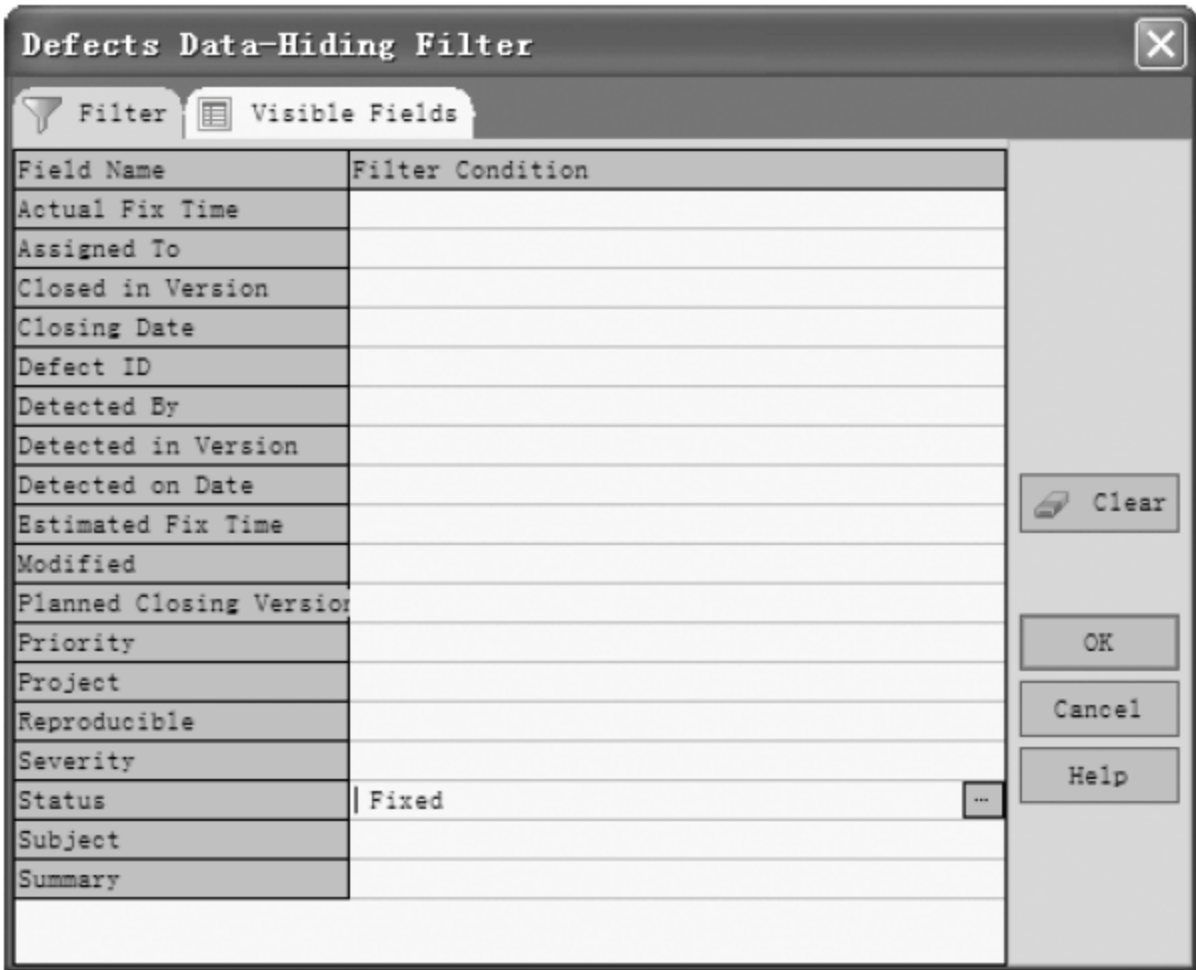 Defects Data-Hiding Filter
Filter Visible Fields
Field Name Filter Condition
Actual Fix Time
Assigned To
Closed in Version
Closing Date
Defect ID
Detected By
Detected in Version
Detected on Date
Estimated Fix Time
Modified
Planned Closing Version
Priority
Project
Reproducible
Severity
Status Fixed ...
Subject
Summary
Clear
OK
Cancel
Help